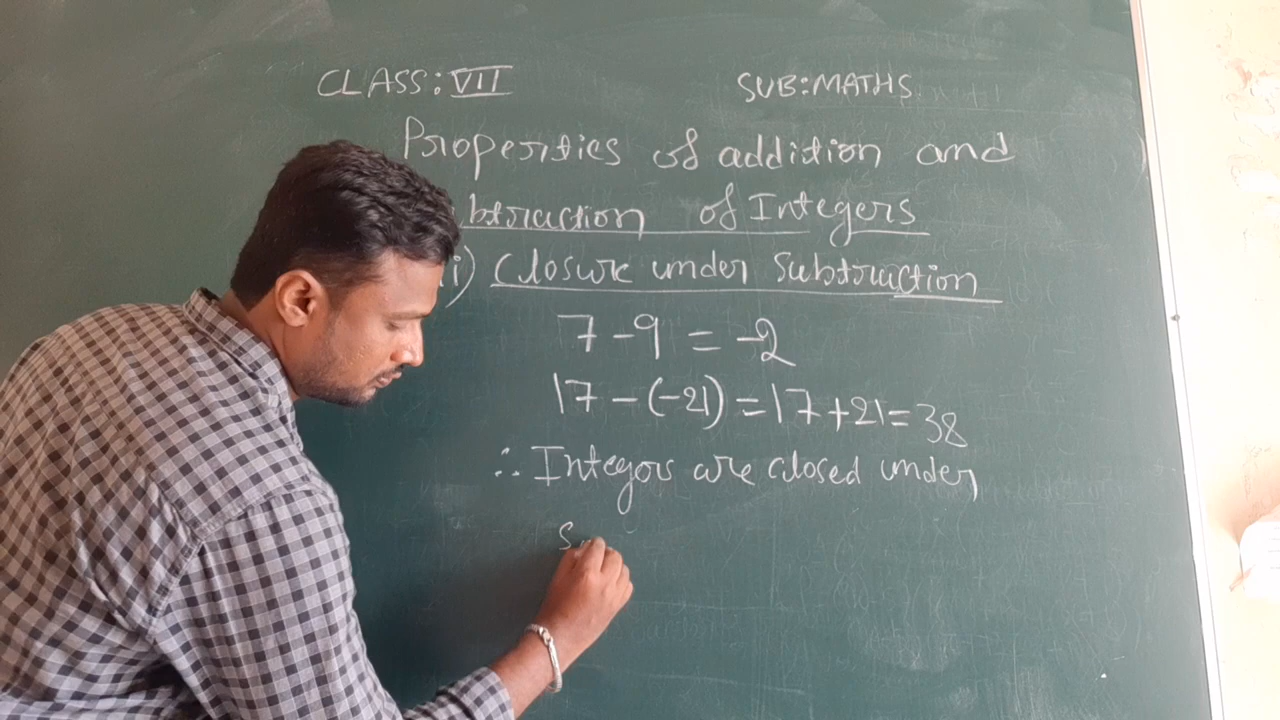 CLASS: VII SUB: MATHS
Properties of addition and
btraction of Integers
i) Closure under Subtraction
7 - 9 = -2
17 - (-21) = 17 + 21 = 38
∴ Integers are closed under